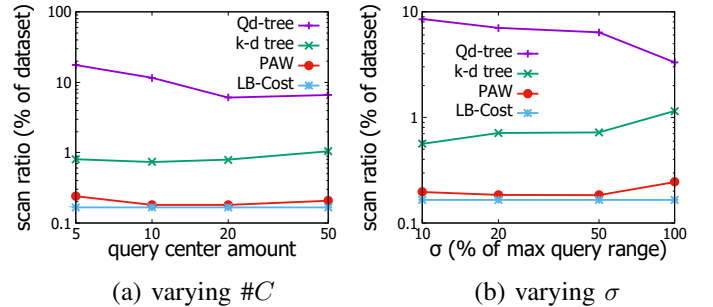 scan ratio (% of dataset)
100
10
1
0.1
Qd-tree
k-d tree
PAW
LB-Cost
5 10 20 50
query center amount
(a) varying #C
scan ratio (% of dataset)
10
1
0.1
Qd-tree
k-d tree
PAW
LB-Cost
10 20 50 100
σ (% of max query range)
(b) varying σ